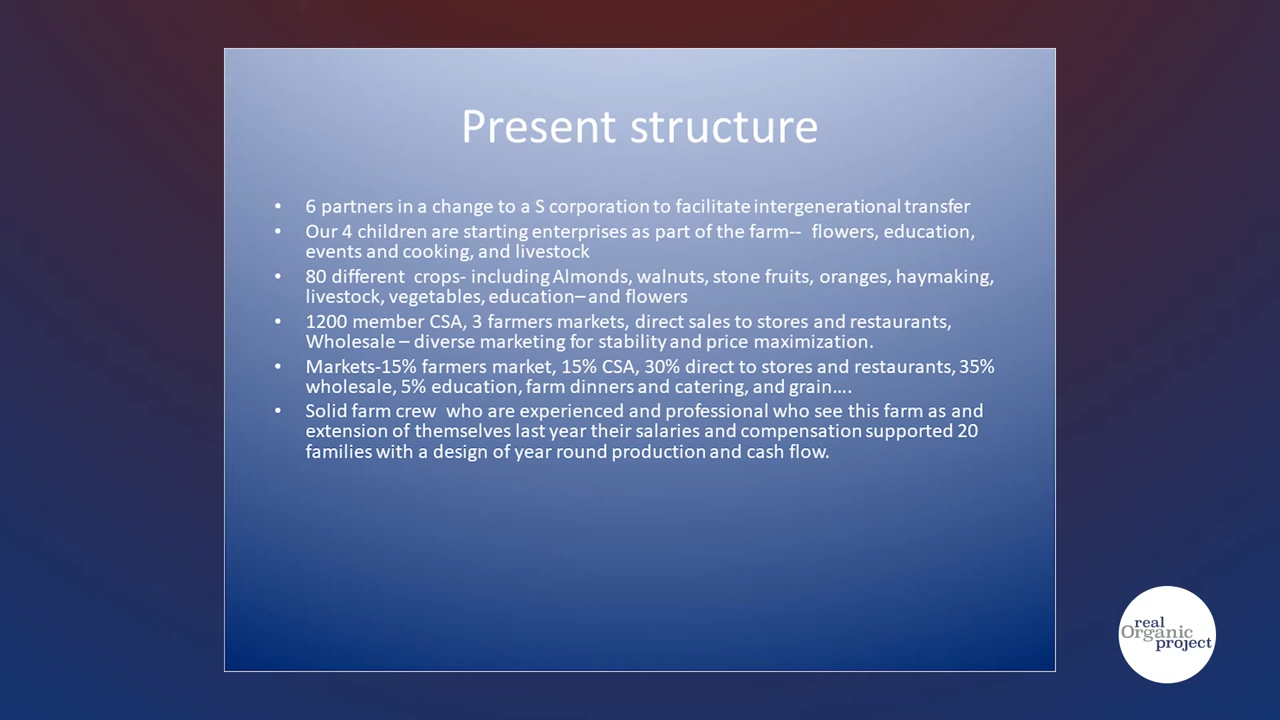 Present structure
• 6 partners in a change to a S corporation to facilitate intergenerational transfer
• Our 4 children are starting enterprises as part of the farm-- flowers, education,
events and cooking, and livestock
• 80 different crops- including Almonds, walnuts, stone fruits, oranges, haymaking,
livestock, vegetables, education– and flowers
• 1200 member CSA, 3 farmers markets, direct sales to stores and restaurants,
Wholesale – diverse marketing for stability and price maximization.
• Markets-15% farmers market, 15% CSA, 30% direct to stores and restaurants, 35%
wholesale, 5% education, farm dinners and catering, and grain….
• Solid farm crew who are experienced and professional who see this farm as and
extension of themselves last year their salaries and compensation supported 20
families with a design of year round production and cash flow.
real
Organic
project